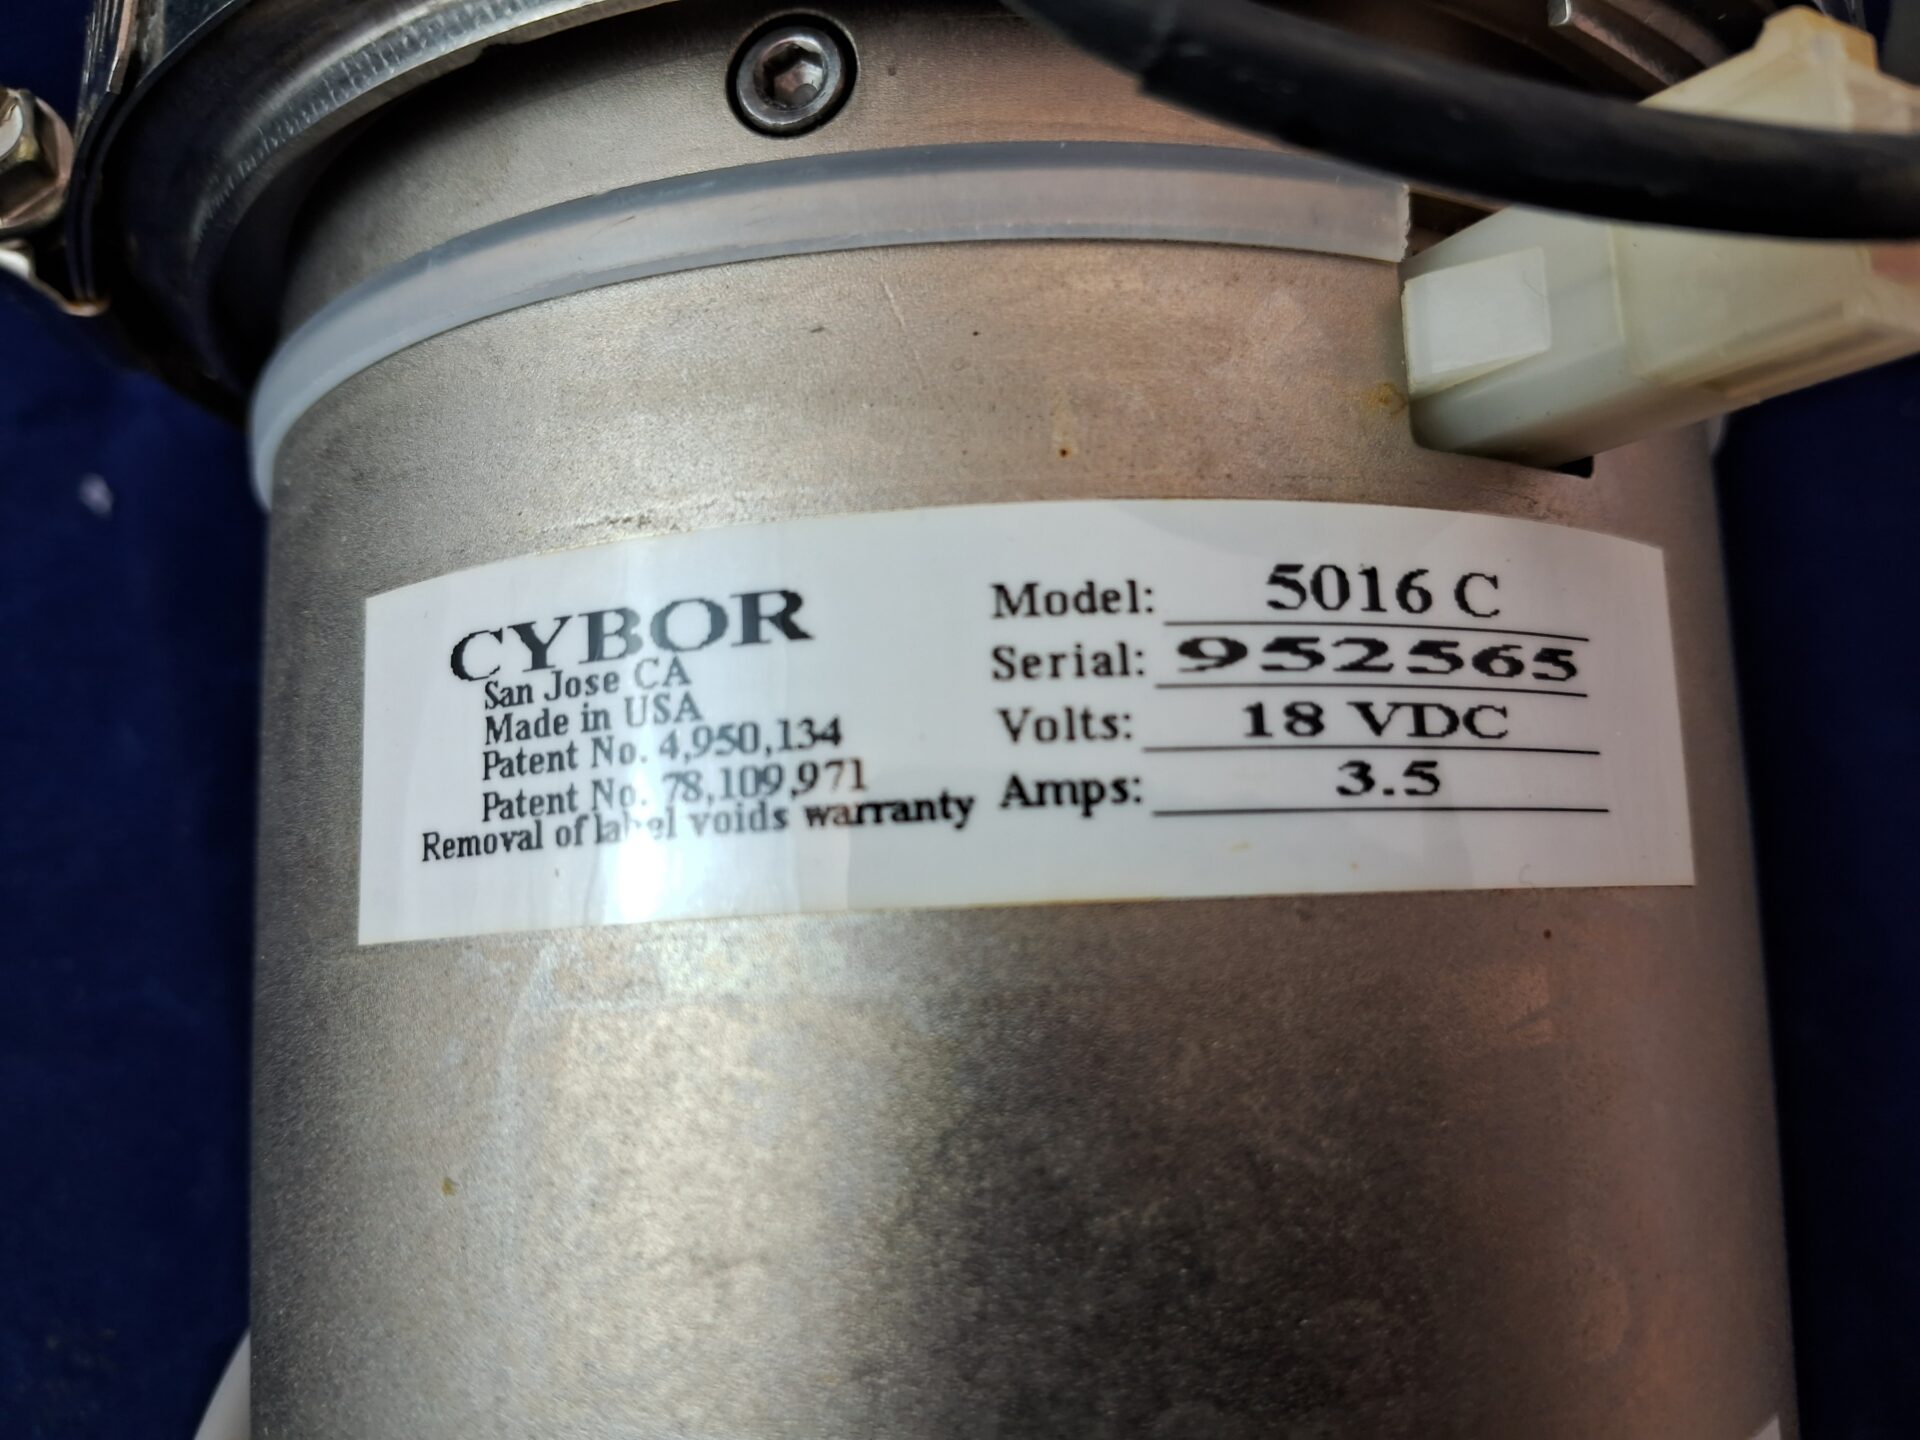 CYBOR
San Jose CA
Made in USA
Patent No. 4,950,134
Patent No. 78,109,971
Removal of label voids warranty
Model: 5016 C
Serial: 952565
Volts: 18 VDC
Amps: 3.5